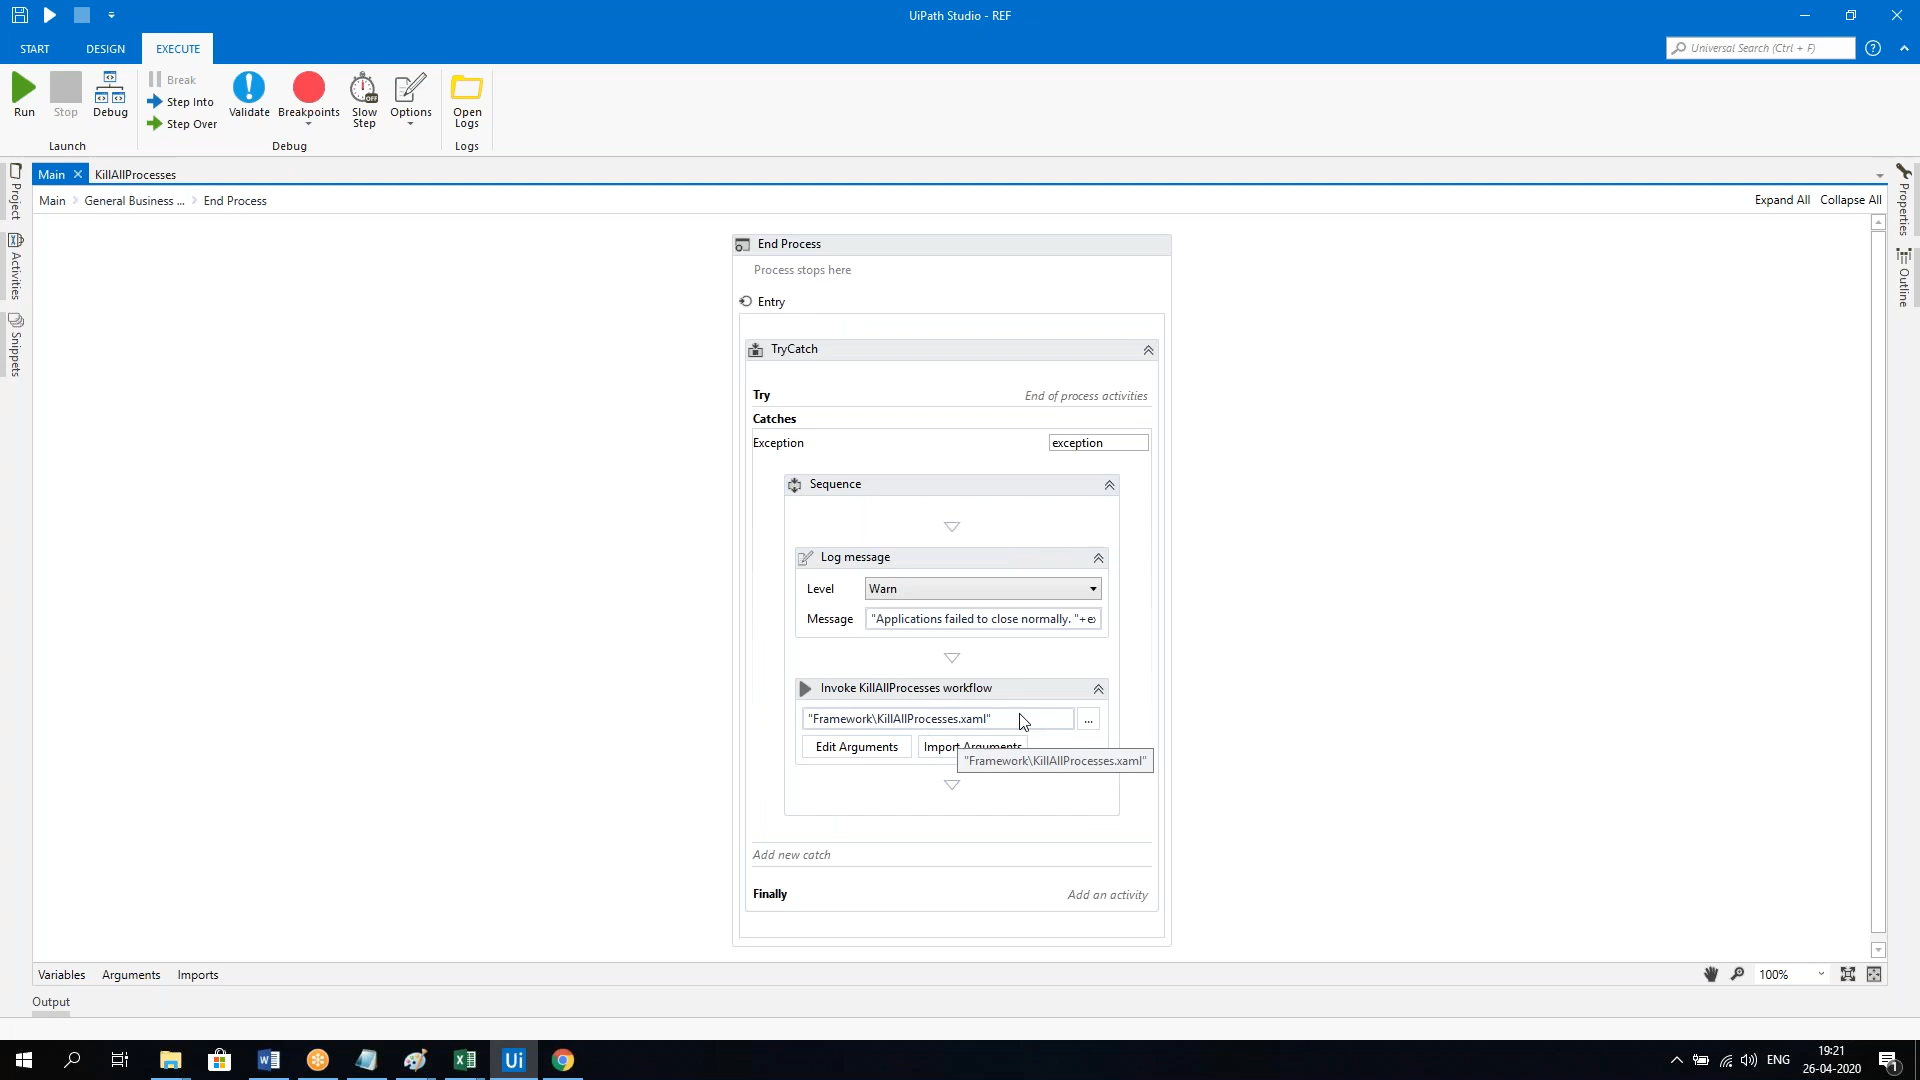 UiPath Studio - REF
START
DESIGN
EXECUTE
Universal Search (Ctrl + F)
Run
Stop
Debug
Break
Step Into
Step Over
Validate
Breakpoints
Slow
Step
Options
Open
Logs
Launch
Debug
Logs
Main
KillAllProcesses
Main
General Business ...
End Process
Expand All
Collapse All
Project
Activities
Snippets
Properties
Outline
End Process
Process stops here
Entry
TryCatch
Try
End of process activities
Catches
Exception
exception
Sequence
Log message
Level
Warn
Message
"Applications failed to close normally. "+ex
Invoke KillAllProcesses workflow
"Framework\KillAllProcesses.xaml"
...
Edit Arguments
Import Arguments
"Framework\KillAllProcesses.xaml"
Add new catch
Finally
Add an activity
Variables
Arguments
Imports
100%
Output
OFF
Ui
ENG
19:21
26-04-2020
1